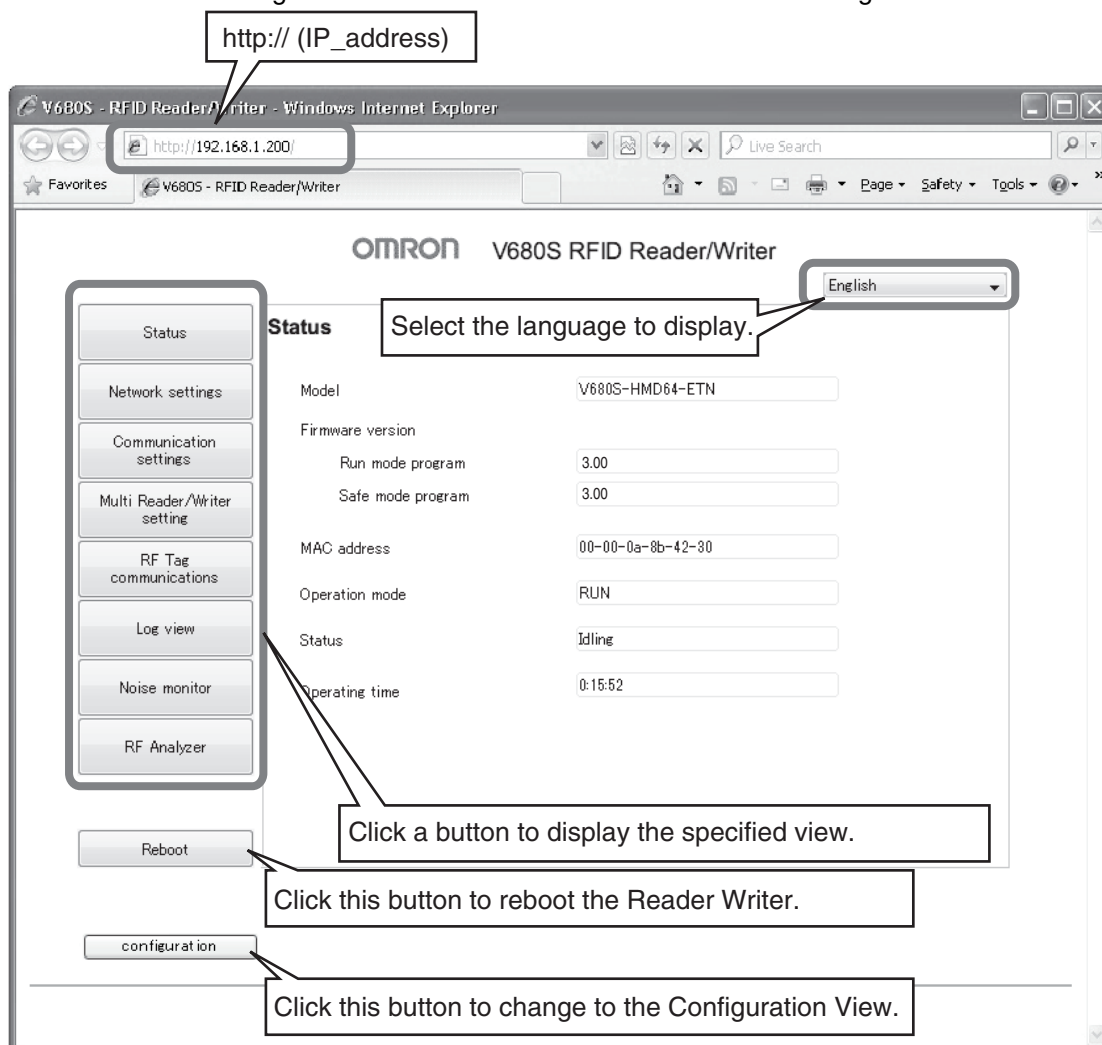 http:// (IP_address)
V680S - RFID Reader/Writer - Windows Internet Explorer
http://192.168.1.200/
Live Search
Favorites
V680S - RFID Reader/Writer
Page
Safety
Tools
OMRON V680S RFID Reader/Writer
English
Select the language to display.
Status
Network settings
Communication
settings
Multi Reader/Writer
setting
RF Tag
communications
Log view
Noise monitor
RF Analyzer
Reboot
configuration
Status
Model V680S-HMD64-ETN
Firmware version
Run mode program 3.00
Safe mode program 3.00
MAC address 00-00-0a-8b-42-30
Operation mode RUN
Status Idling
Operating time 0:15:52
Click a button to display the specified view.
Click this button to reboot the Reader Writer.
Click this button to change to the Configuration View.